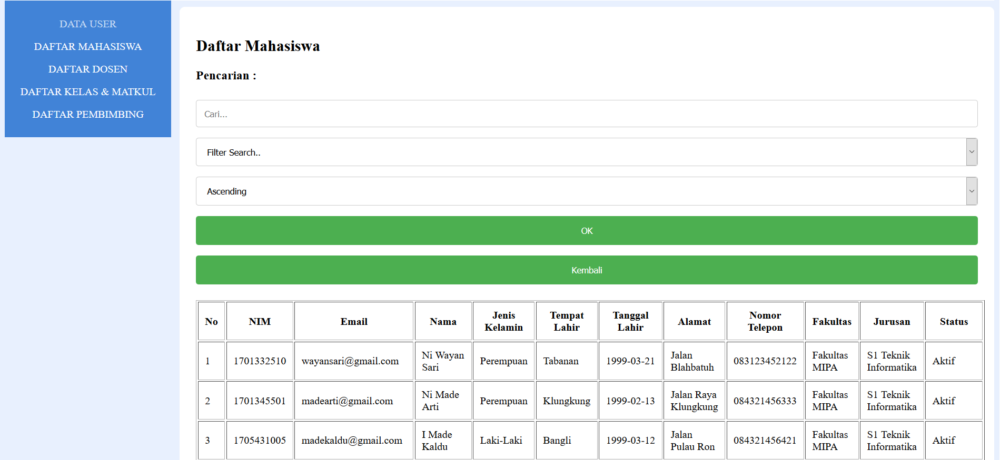 DATA USER
DAFTAR MAHASISWA
DAFTAR DOSEN
DAFTAR KELAS & MATKUL
DAFTAR PEMBIMBING
Daftar Mahasiswa
Pencarian :
Cari...
Filter Search..
Ascending
OK
Kembali
No NIM Email Nama Jenis Kelamin Tempat Lahir Tanggal Lahir Alamat Nomor Telepon Fakultas Jurusan Status
1 1701332510 wayansari@gmail.com Ni Wayan Sari Perempuan Tabanan 1999-03-21 Jalan Blahbatuh 083123452122 Fakultas MIPA S1 Teknik Informatika Aktif
2 1701345501 madearti@gmail.com Ni Made Arti Perempuan Klungkung 1999-02-13 Jalan Raya Klungkung 084321456333 Fakultas MIPA S1 Teknik Informatika Aktif
3 1705431005 madekaldu@gmail.com I Made Kaldu Laki-Laki Bangli 1999-03-12 Jalan Pulau Ron 084321456421 Fakultas MIPA S1 Teknik Informatika Aktif